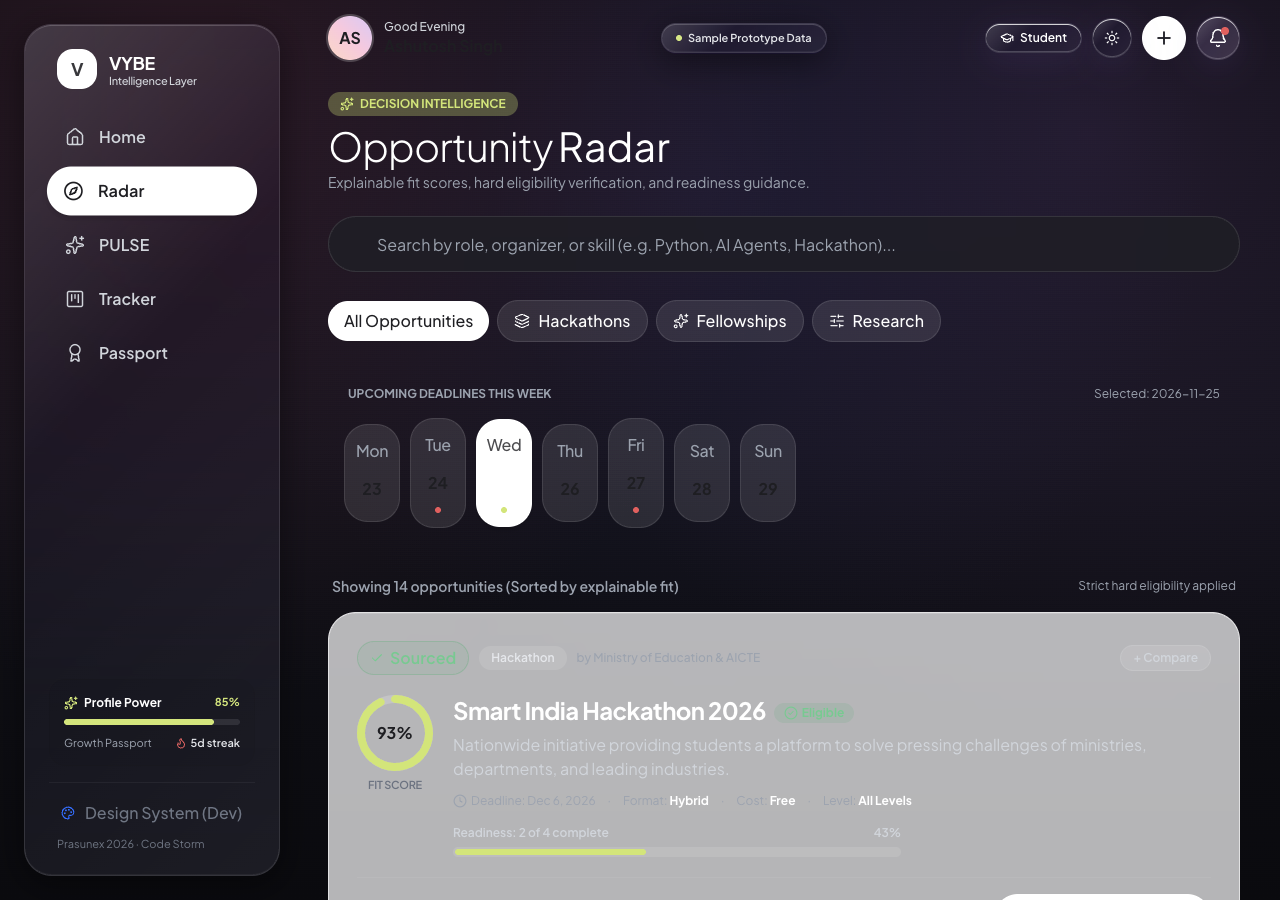 V
VYBE
Intelligence Layer
Home
Radar
PULSE
Tracker
Passport
Profile Power
85%
Growth Passport
5d streak
Design System (Dev)
Prasunex 2026 · Code Storm
AS
Good Evening
Sample Prototype Data
Student
DECISION INTELLIGENCE
Opportunity Radar
Explainable fit scores, hard eligibility verification, and readiness guidance.
Search by role, organizer, or skill (e.g. Python, AI Agents, Hackathon)...
All Opportunities
Hackathons
Fellowships
Research
UPCOMING DEADLINES THIS WEEK
Selected: 2026-11-25
Mon
23
Tue
24
Wed
Thu
26
Fri
27
Sat
28
Sun
29
Showing 14 opportunities (Sorted by explainable fit)
Strict hard eligibility applied
Sourced
Hackathon
by Ministry of Education & AICTE
+ Compare
93%
FIT SCORE
Smart India Hackathon 2026
Eligible
Nationwide initiative providing students a platform to solve pressing challenges of ministries,
departments, and leading industries.
Deadline: Dec 6, 2026 · Format: Hybrid · Cost: Free · Level: All Levels
Readiness: 2 of 4 complete
43%